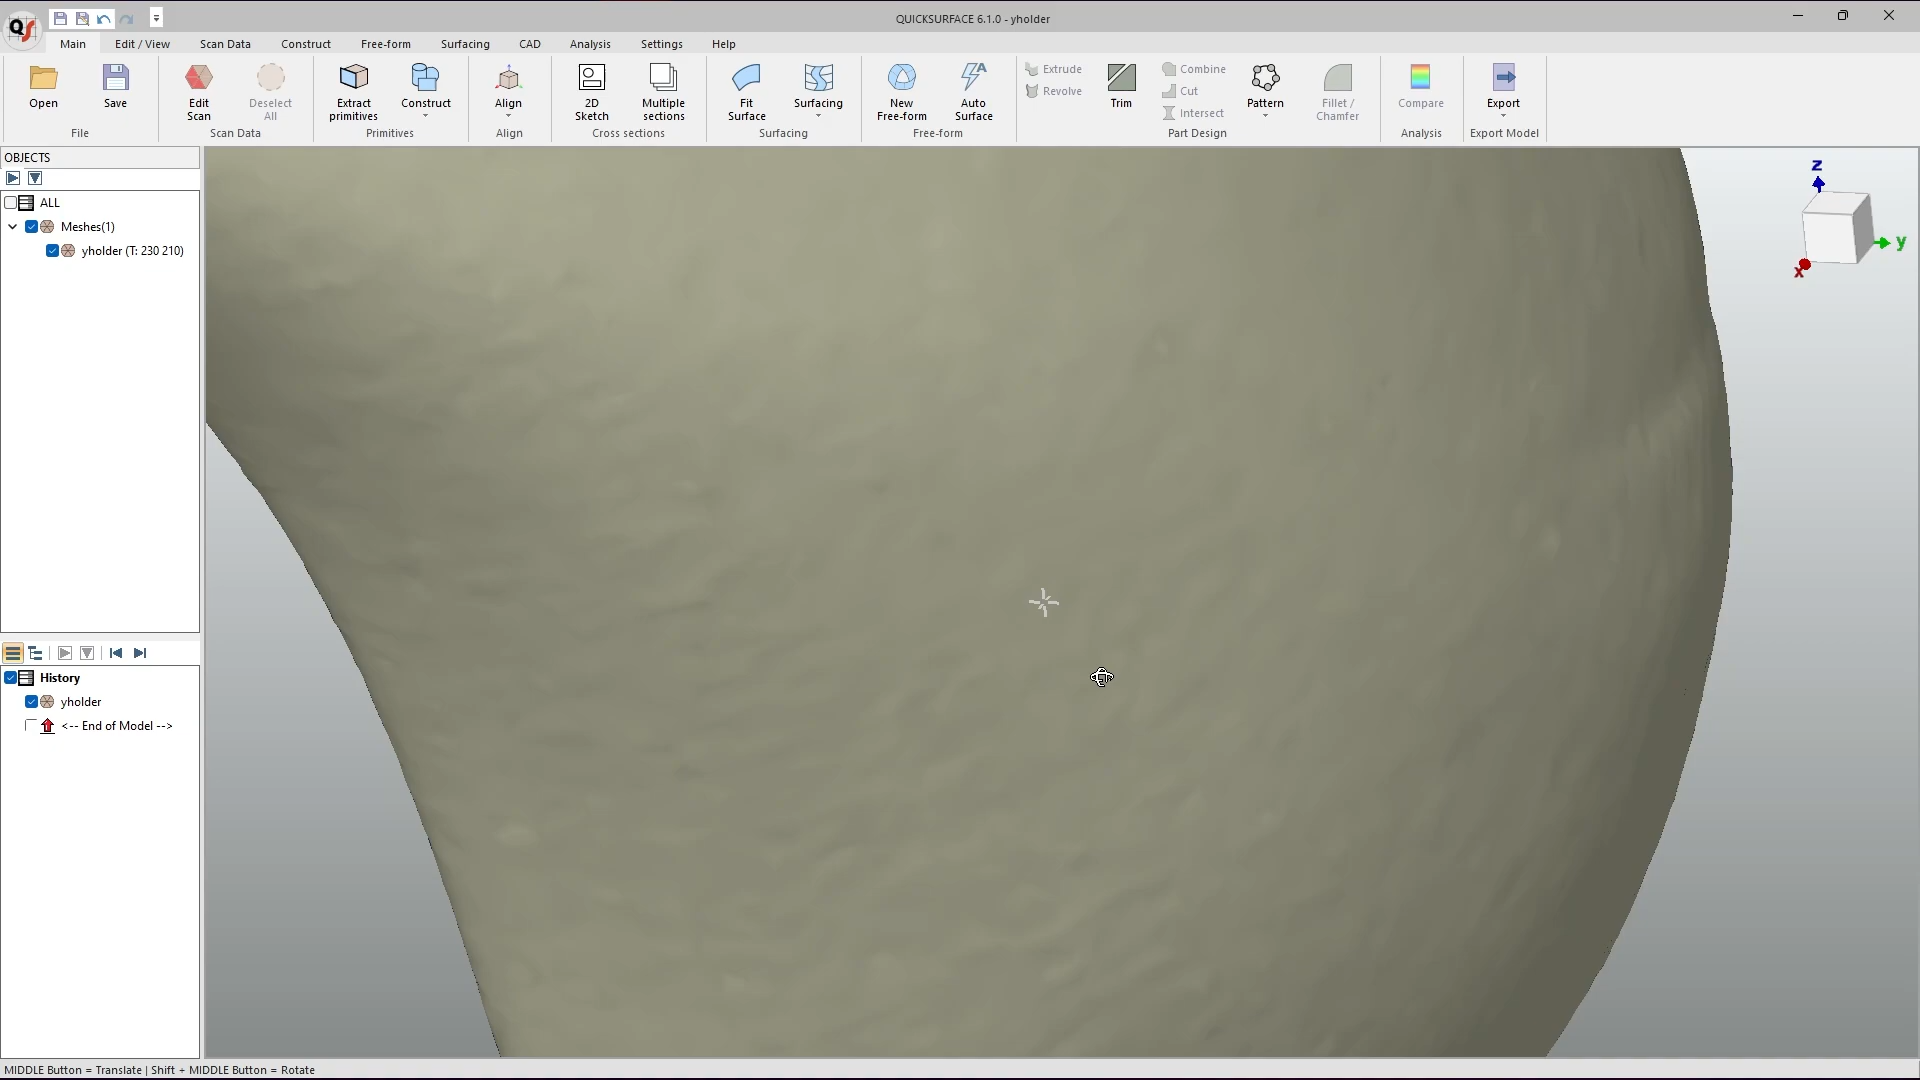 QUICKSURFACE 6.1.0 - yholder
Main Edit / View Scan Data Construct Free-form Surfacing CAD Analysis Settings Help
Open
Save
File
Edit
Scan
Deselect
All
Scan Data
Extract
primitives
Construct
Primitives
Align
Align
2D
Sketch
Multiple
sections
Cross sections
Fit
Surface
Surfacing
Surfacing
New
Free-form
Auto
Surface
Free-form
Extrude
Revolve
Trim
Combine
Cut
Intersect
Pattern
Fillet /
Chamfer
Part Design
Compare
Analysis
Export
Export Model
OBJECTS
ALL
Meshes(1)
yholder (T: 230 210)
History
yholder
<-- End of Model -->
z
y
x
MIDDLE Button = Translate | Shift + MIDDLE Button = Rotate